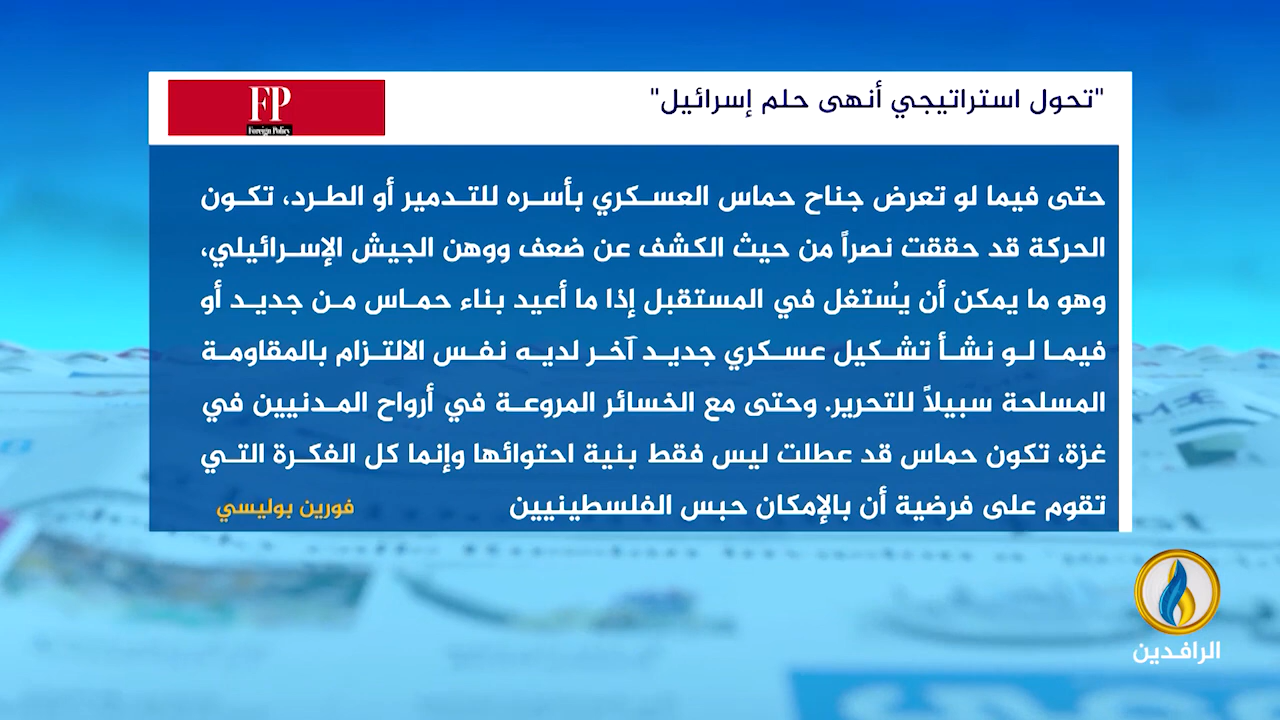 "تحول استراتيجي أنهى حلم إسرائيل"
FP
Foreign Policy
حتى فيما لو تعرض جناح حماس العسكري بأسره للتدمير أو الطرد، تكون
الحركة قد حققت نصراً من حيث الكشف عن ضعف ووهن الجيش الإسرائيلي،
وهو ما يمكن أن يُستغل في المستقبل إذا ما أعيد بناء حماس من جديد أو
فيما لو نشأ تشكيل عسكري جديد آخر لديه نفس الالتزام بالمقاومة
المسلحة سبيلاً للتحرير. وحتى مع الخسائر المروعة في أرواح المدنيين في
غزة، تكون حماس قد عطلت ليس فقط بنية احتوائها وإنما كل الفكرة التي
تقوم على فرضية أن بالإمكان حبس الفلسطينيين
فورين بوليسي
الرافدين